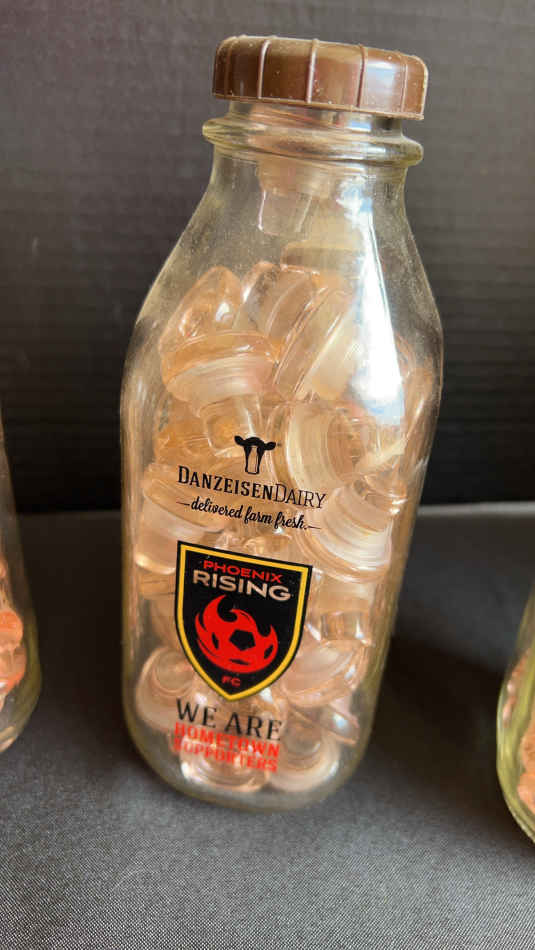 DANZEISENDAIRY
—delivered farm fresh.—
PHOENIX
RISING
FC
WE ARE
HOMETOWN
SUPPORTERS